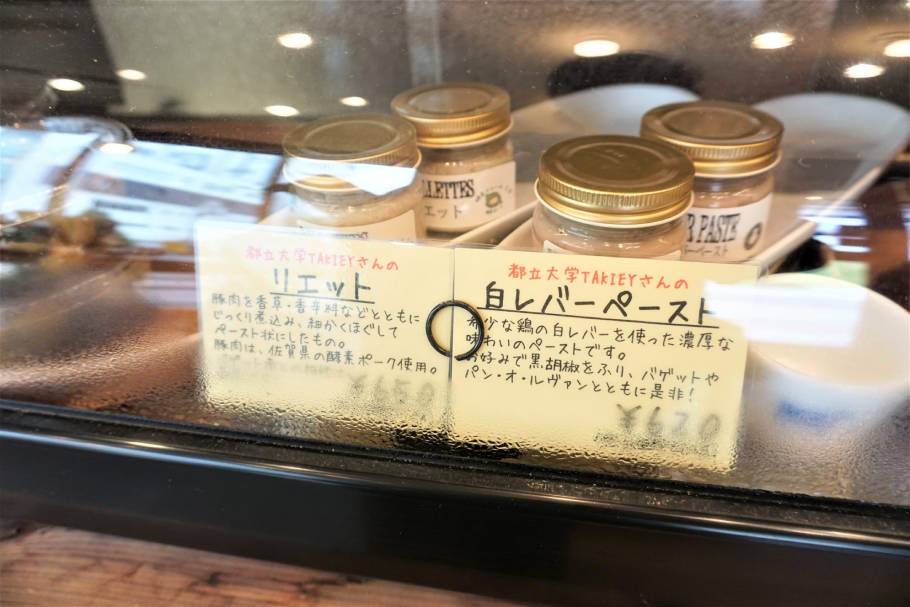 LLETTES
エット
R PASTE
ーペースト
都立大学TAKIEYさんの
リエット
豚肉を香草・香辛料などとともに
じっくり煮込み、細かくほぐして
ペースト状にしたもの。
豚肉は、佐賀県の酵素ポーク使用。
¥650
都立大学TAKIEYさんの
白レバーペースト
希少な鶏の白レバーを使った濃厚な
味わいのペーストです。
お好みで黒胡椒をふり、バゲットや
パン・オ・ルヴァンとともに是非!
¥620